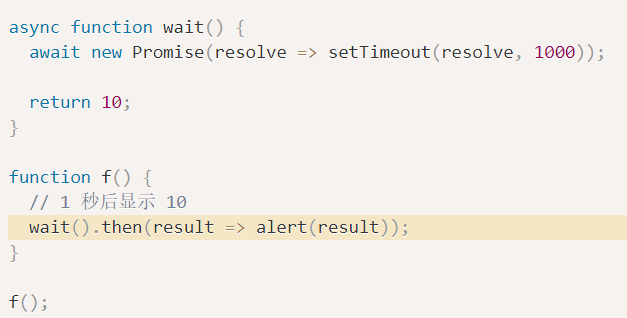 async function wait() {
  await new Promise(resolve => setTimeout(resolve, 1000));
  return 10;
}
function f() {
  // 1 秒后显示 10
  wait().then(result => alert(result));
}
f();